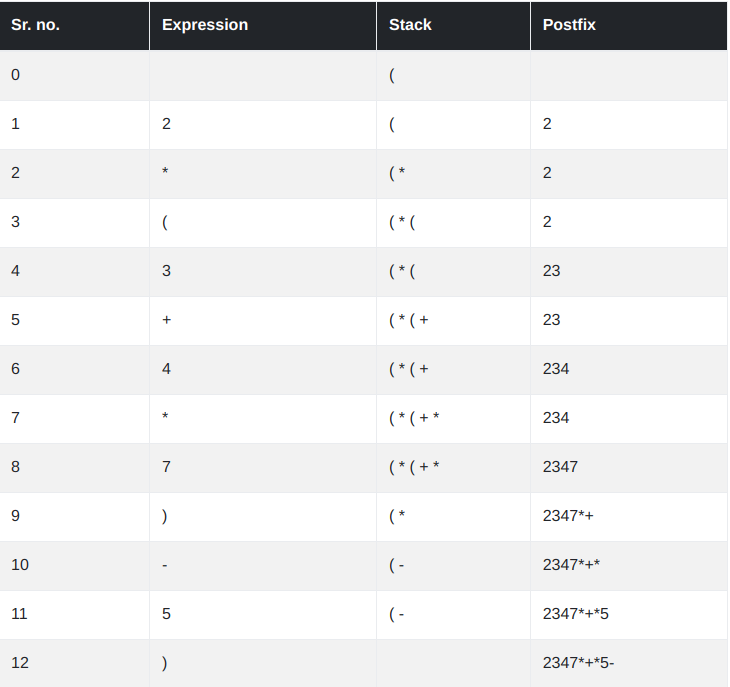 Sr. no. Expression Stack Postfix
0 (
1 2 ( 2
2 * ( * 2
3 ( ( * ( 2
4 3 ( * ( 23
5 + ( * ( + 23
6 4 ( * ( + 234
7 * ( * ( + * 234
8 7 ( * ( + * 2347
9 ) ( * 2347*+
10 - ( - 2347*+*
11 5 ( - 2347*+*5
12 ) 2347*+*5-